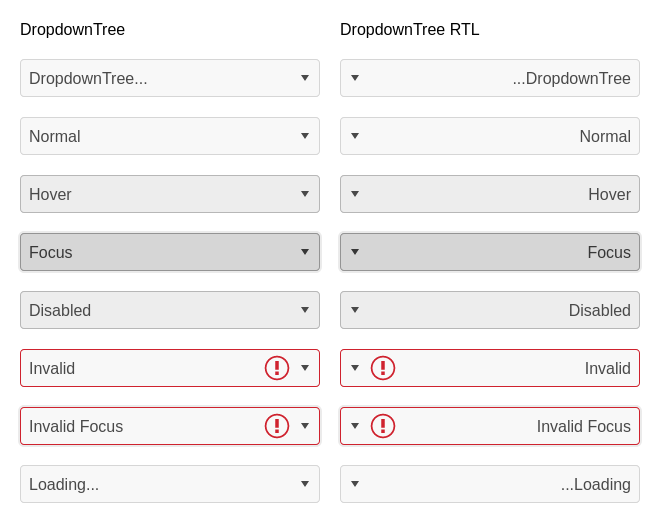 DropdownTree
DropdownTree RTL
DropdownTree...
...DropdownTree
Normal
Normal
Hover
Hover
Focus
Focus
Disabled
Disabled
Invalid
Invalid
Invalid Focus
Invalid Focus
Loading...
...Loading